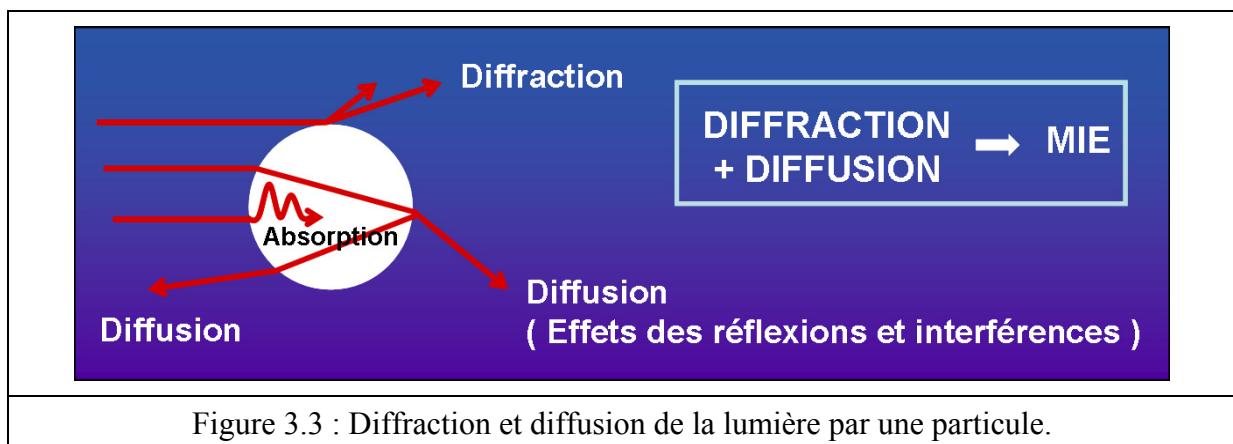 Diffraction
DIFFRACTION
+ DIFFUSION
➡ MIE
Absorption
Diffusion
( Effets des réflexions et interférences )
Diffusion
Figure 3.3 : Diffraction et diffusion de la lumière par une particule.